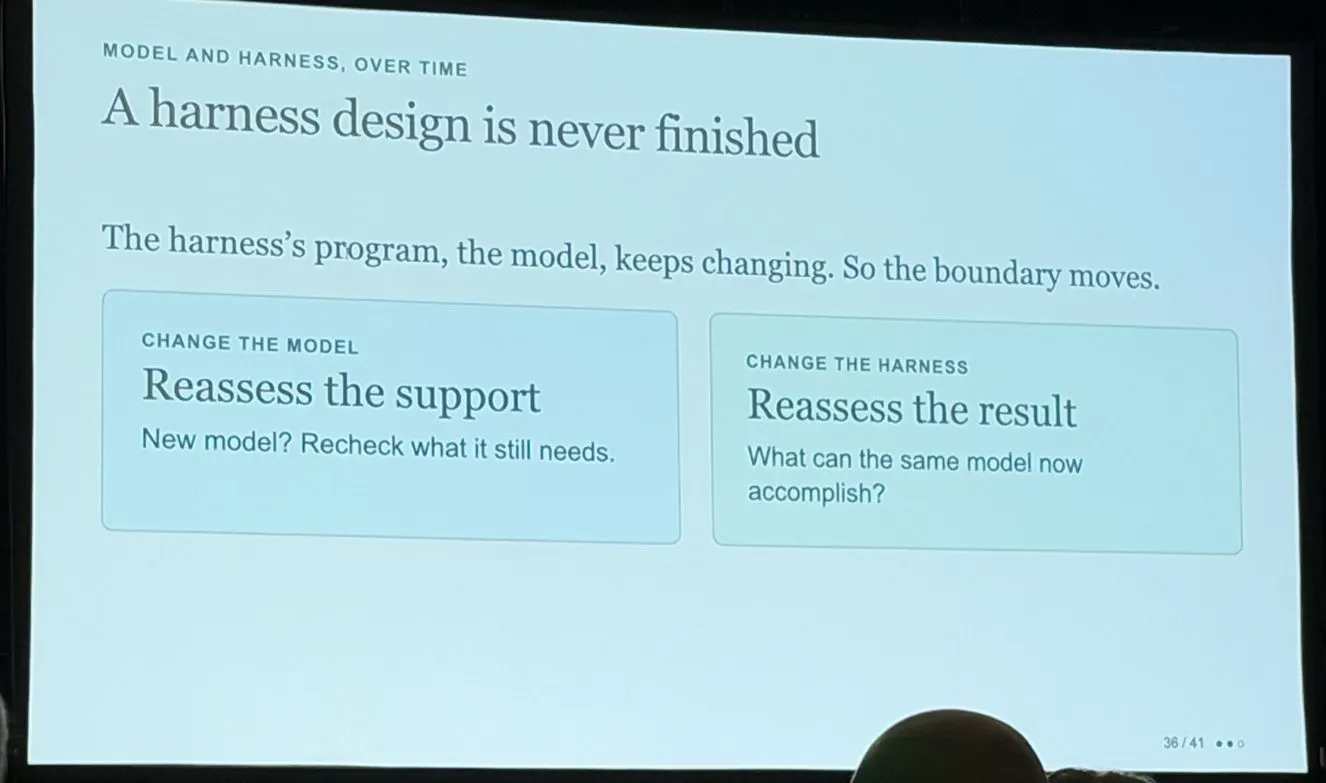 MODEL AND HARNESS, OVER TIME
A harness design is never finished
The harness’s program, the model, keeps changing. So the boundary moves.
CHANGE THE MODEL
Reassess the support
New model? Recheck what it still needs.
CHANGE THE HARNESS
Reassess the result
What can the same model now
accomplish?
36 / 41